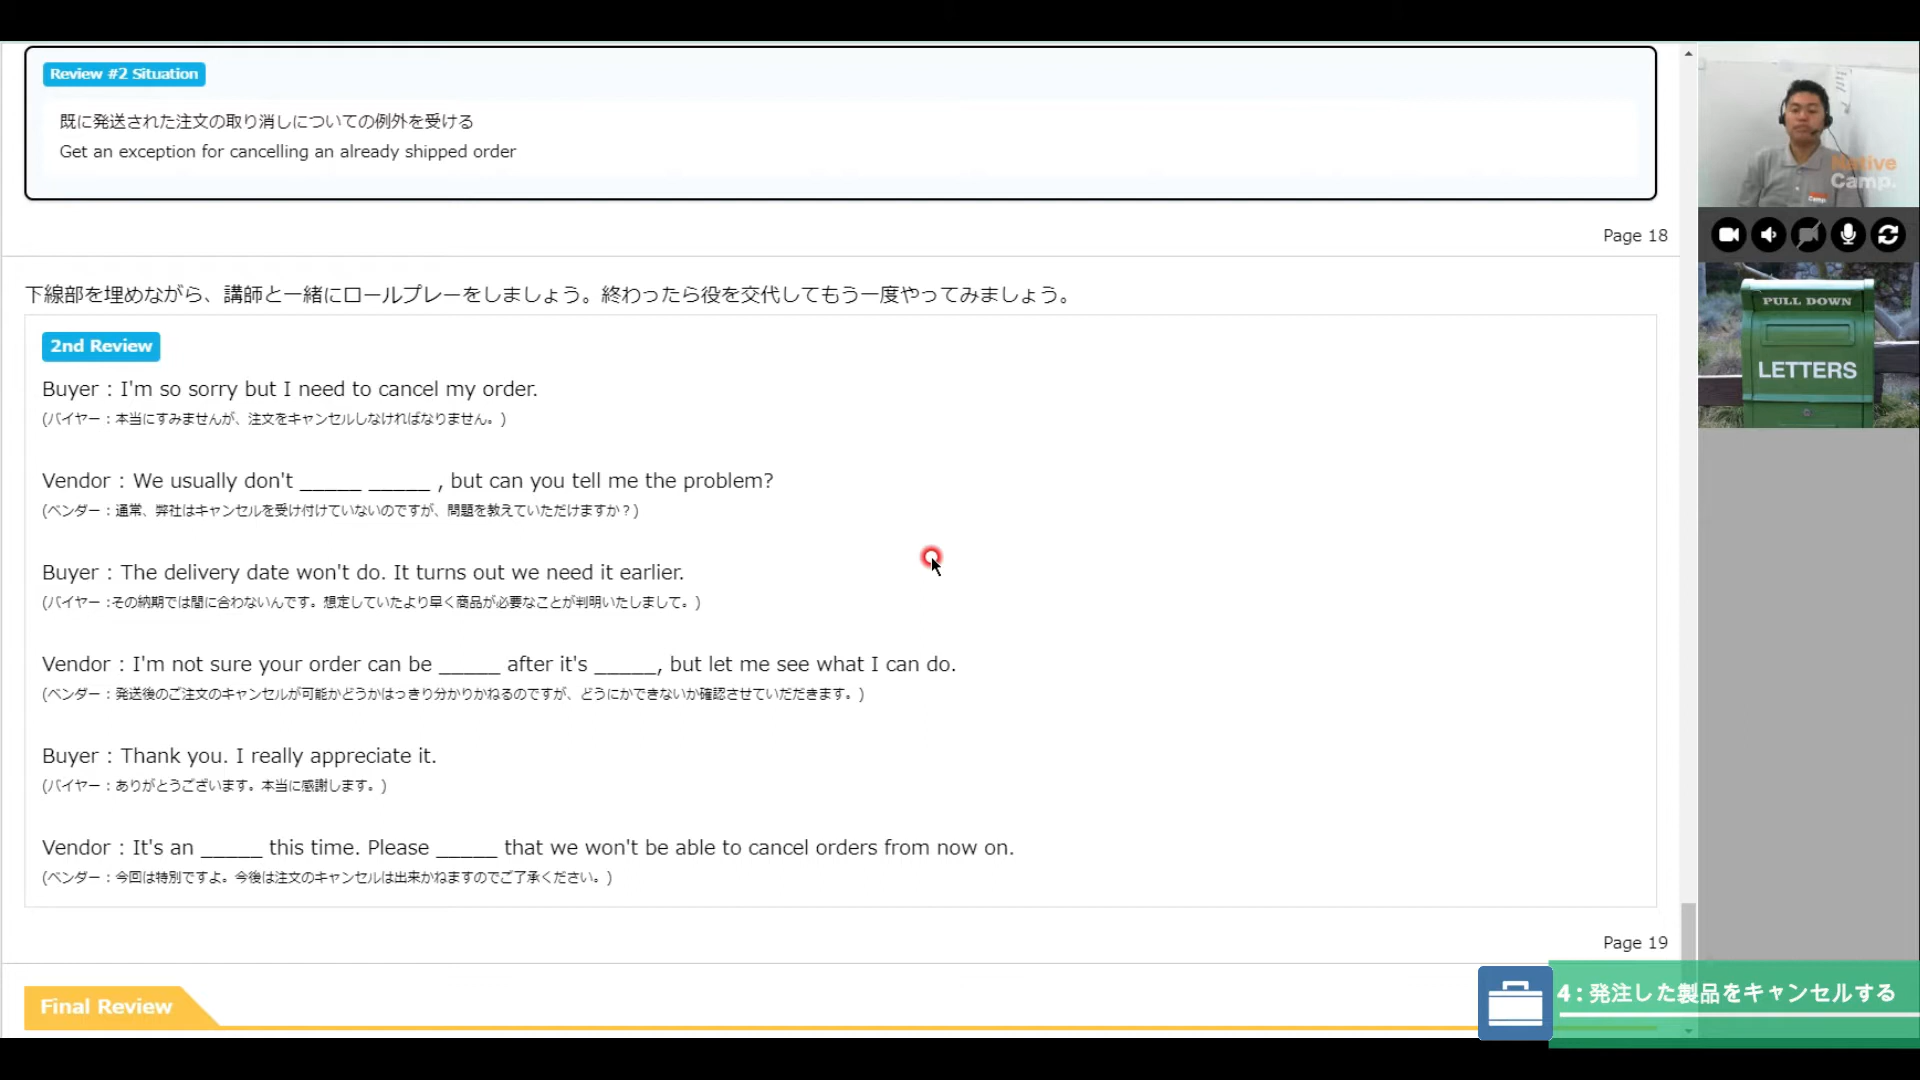 Review #2 Situation
既に発送された注文の取り消しについての例外を受ける
Get an exception for cancelling an already shipped order
Page 18
下線部を埋めながら、講師と一緒にロールプレーをしましょう。終わったら役を交代してもう一度やってみましょう。
2nd Review
Buyer : I'm so sorry but I need to cancel my order.
(バイヤー：本当にすみませんが、注文をキャンセルしなければなりません。)
Vendor : We usually don't _____ _____ , but can you tell me the problem?
(ベンダー：通常、弊社はキャンセルを受け付けていないのですが、問題を教えていただけますか？)
Buyer : The delivery date won't do. It turns out we need it earlier.
(バイヤー：その納期では間に合わないんです。想定していたより早く商品が必要なことが判明いたしまして。)
Vendor : I'm not sure your order can be _____ after it's _____, but let me see what I can do.
(ベンダー：発送後のご注文のキャンセルが可能かどうかはっきり分かりかねるのですが、どうにかできないか確認させていだだきます。)
Buyer : Thank you. I really appreciate it.
(バイヤー：ありがとうございます。本当に感謝します。)
Vendor : It's an _____ this time. Please _____ that we won't be able to cancel orders from now on.
(ベンダー：今回は特別ですよ。今後は注文のキャンセルは出来かねますのでご了承ください。)
Page 19
Final Review
Native
Camp.
PULL DOWN
LETTERS
4：発注した製品をキャンセルする